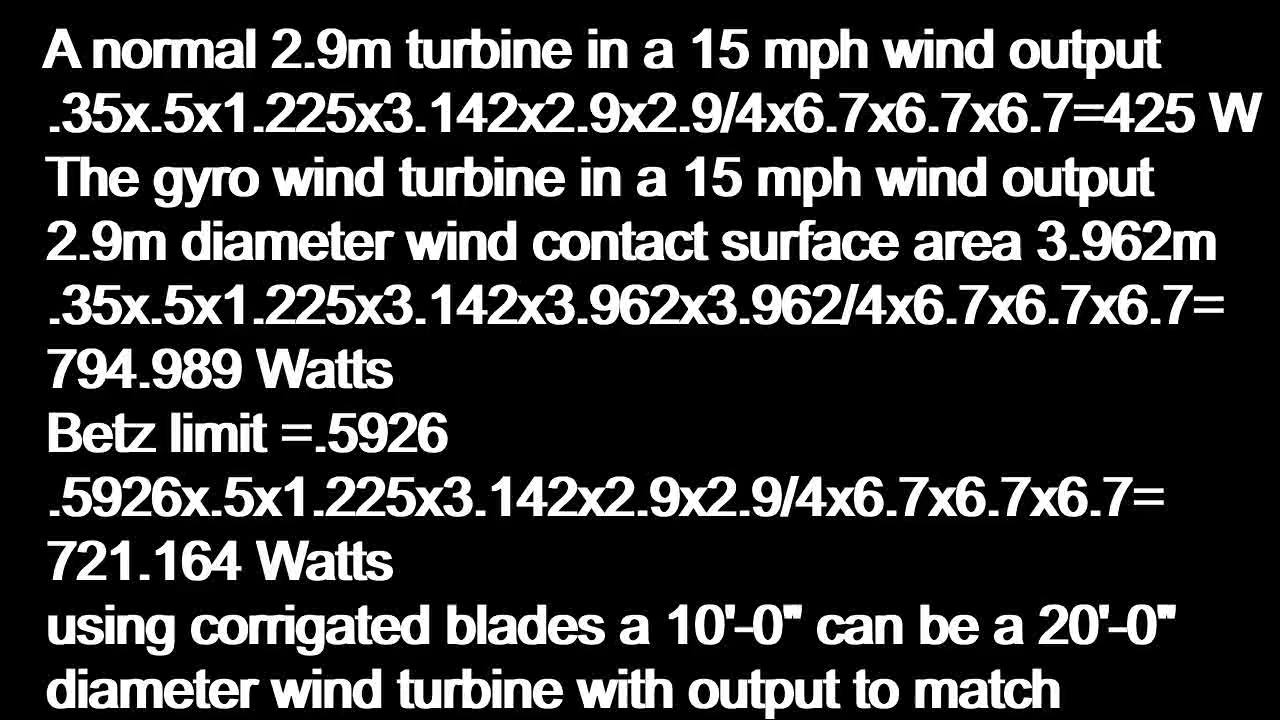 A normal 2.9m turbine in a 15 mph wind output
.35x.5x1.225x3.142x2.9x2.9/4x6.7x6.7x6.7=425 W
The gyro wind turbine in a 15 mph wind output
2.9m diameter wind contact surface area 3.962m
.35x.5x1.225x3.142x3.962x3.962/4x6.7x6.7x6.7=
794.989 Watts
Betz limit =.5926
.5926x.5x1.225x3.142x2.9x2.9/4x6.7x6.7x6.7=
721.164 Watts
using corrigated blades a 10'-0" can be a 20'-0"
diameter wind turbine with output to match